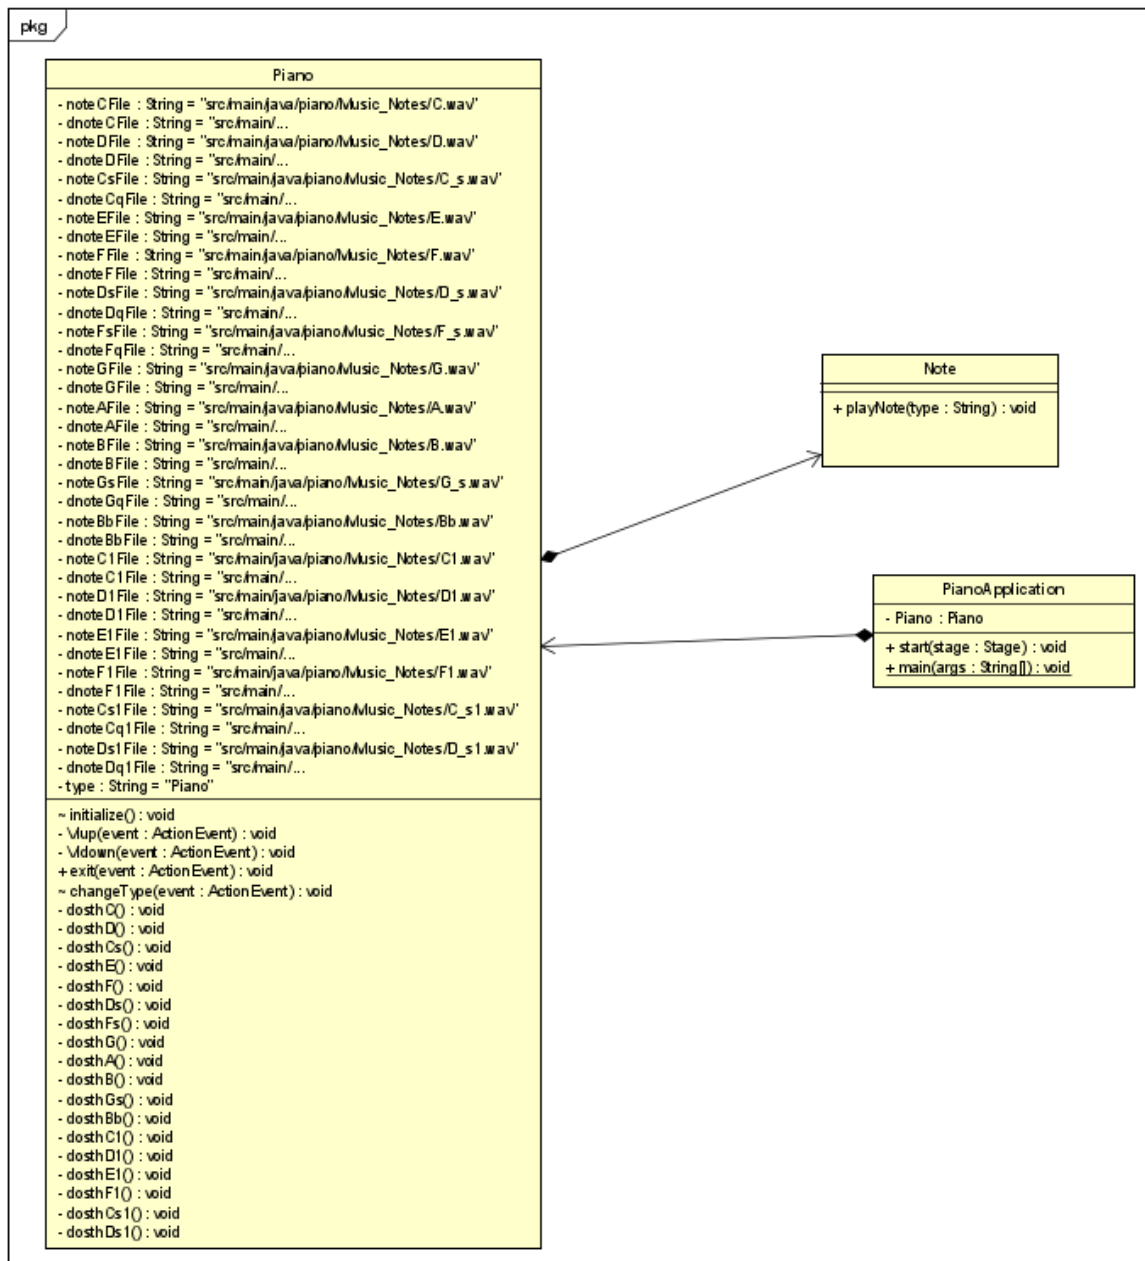 pkg
Piano
- noteCFile : String = "src/main/java/piano/Music_Notes/C.wav"
- dnoteCFile : String = "src/main/...
- noteDFile : String = "src/main/java/piano/Music_Notes/D.wav"
- dnoteDFile : String = "src/main/...
- noteCsFile : String = "src/main/java/piano/Music_Notes/C_s.wav"
- dnoteCqFile : String = "src/main/...
- noteEFile : String = "src/main/java/piano/Music_Notes/E.wav"
- dnoteEFile : String = "src/main/...
- noteFFile : String = "src/main/java/piano/Music_Notes/F.wav"
- dnoteFFile : String = "src/main/...
- noteDsFile : String = "src/main/java/piano/Music_Notes/D_s.wav"
- dnoteDqFile : String = "src/main/...
- noteFsFile : String = "src/main/java/piano/Music_Notes/F_s.wav"
- dnoteFqFile : String = "src/main/...
- noteGFile : String = "src/main/java/piano/Music_Notes/G.wav"
- dnoteGFile : String = "src/main/...
- noteAFile : String = "src/main/java/piano/Music_Notes/A.wav"
- dnoteAFile : String = "src/main/...
- noteBFile : String = "src/main/java/piano/Music_Notes/B.wav"
- dnoteBFile : String = "src/main/...
- noteGsFile : String = "src/main/java/piano/Music_Notes/G_s.wav"
- dnoteGqFile : String = "src/main/...
- noteBbFile : String = "src/main/java/piano/Music_Notes/Bb.wav"
- dnoteBbFile : String = "src/main/...
- noteC1File : String = "src/main/java/piano/Music_Notes/C1.wav"
- dnoteC1File : String = "src/main/...
- noteD1File : String = "src/main/java/piano/Music_Notes/D1.wav"
- dnoteD1File : String = "src/main/...
- noteE1File : String = "src/main/java/piano/Music_Notes/E1.wav"
- dnoteE1File : String = "src/main/...
- noteF1File : String = "src/main/java/piano/Music_Notes/F1.wav"
- dnoteF1File : String = "src/main/...
- noteCs1File : String = "src/main/java/piano/Music_Notes/C_s1.wav"
- dnoteCq1File : String = "src/main/...
- noteDs1File : String = "src/main/java/piano/Music_Notes/D_s1.wav"
- dnoteDq1File : String = "src/main/...
- type : String = "Piano"
~ initialize() : void
- Vlup(event : ActionEvent) : void
- Vldown(event : ActionEvent) : void
+ exit(event : ActionEvent) : void
~ changeType(event : ActionEvent) : void
- dosthC() : void
- dosthD() : void
- dosthCs() : void
- dosthE() : void
- dosthF() : void
- dosthDs() : void
- dosthFs() : void
- dosthG() : void
- dosthA() : void
- dosthB() : void
- dosthGs() : void
- dosthBb() : void
- dosthC1() : void
- dosthD1() : void
- dosthE1() : void
- dosthF1() : void
- dosthCs1() : void
- dosthDs1() : void
Note
+ playNote(type : String) : void
PianoApplication
- Piano : Piano
+ start(stage : Stage) : void
+ main(args : String[]) : void